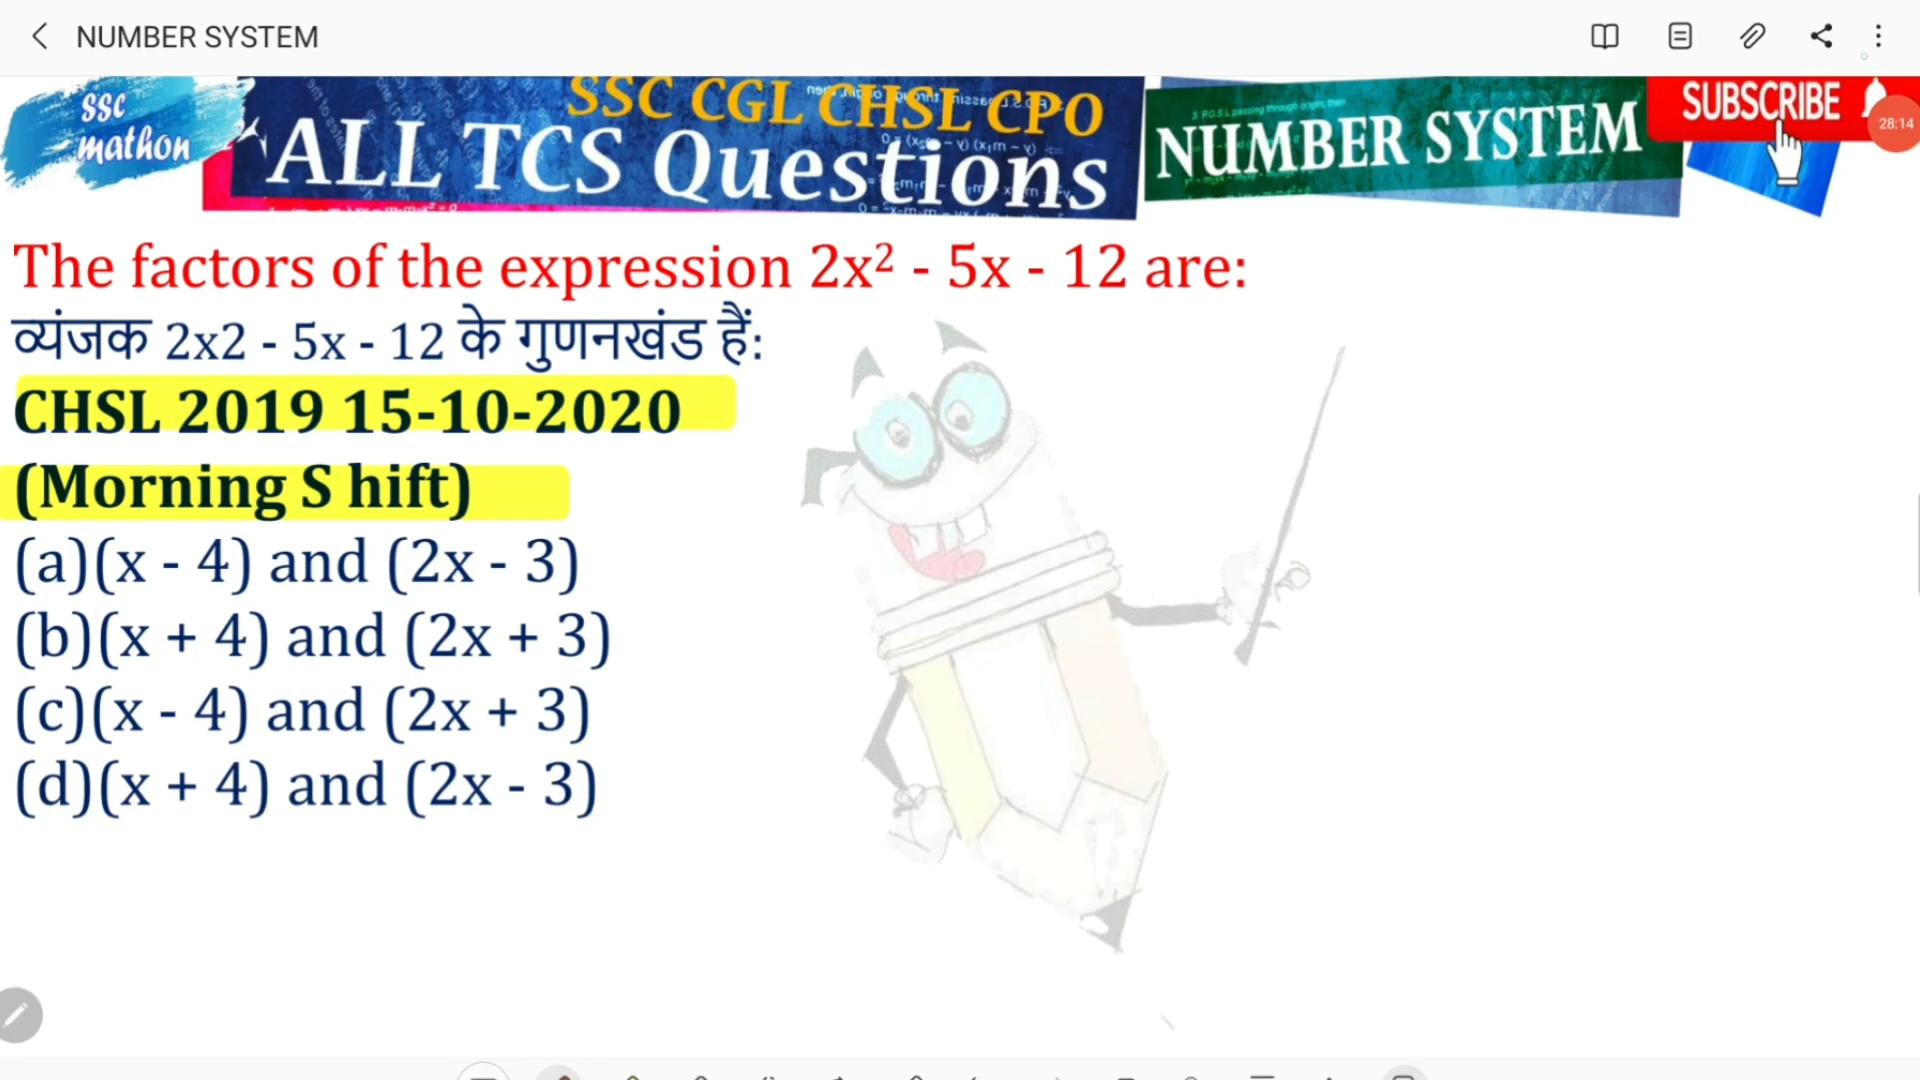 NUMBER SYSTEM
ssc
mathon
SSC CGL CHSL CPO
ALL TCS Questions
NUMBER SYSTEM
SUBSCRIBE
28:14
The factors of the expression 2x² - 5x - 12 are:
व्यंजक 2x2 - 5x - 12 के गुणनखंड हैं:
CHSL 2019 15-10-2020
(Morning S hift)
(a)(x - 4) and (2x - 3)
(b)(x + 4) and (2x + 3)
(c)(x - 4) and (2x + 3)
(d)(x + 4) and (2x - 3)